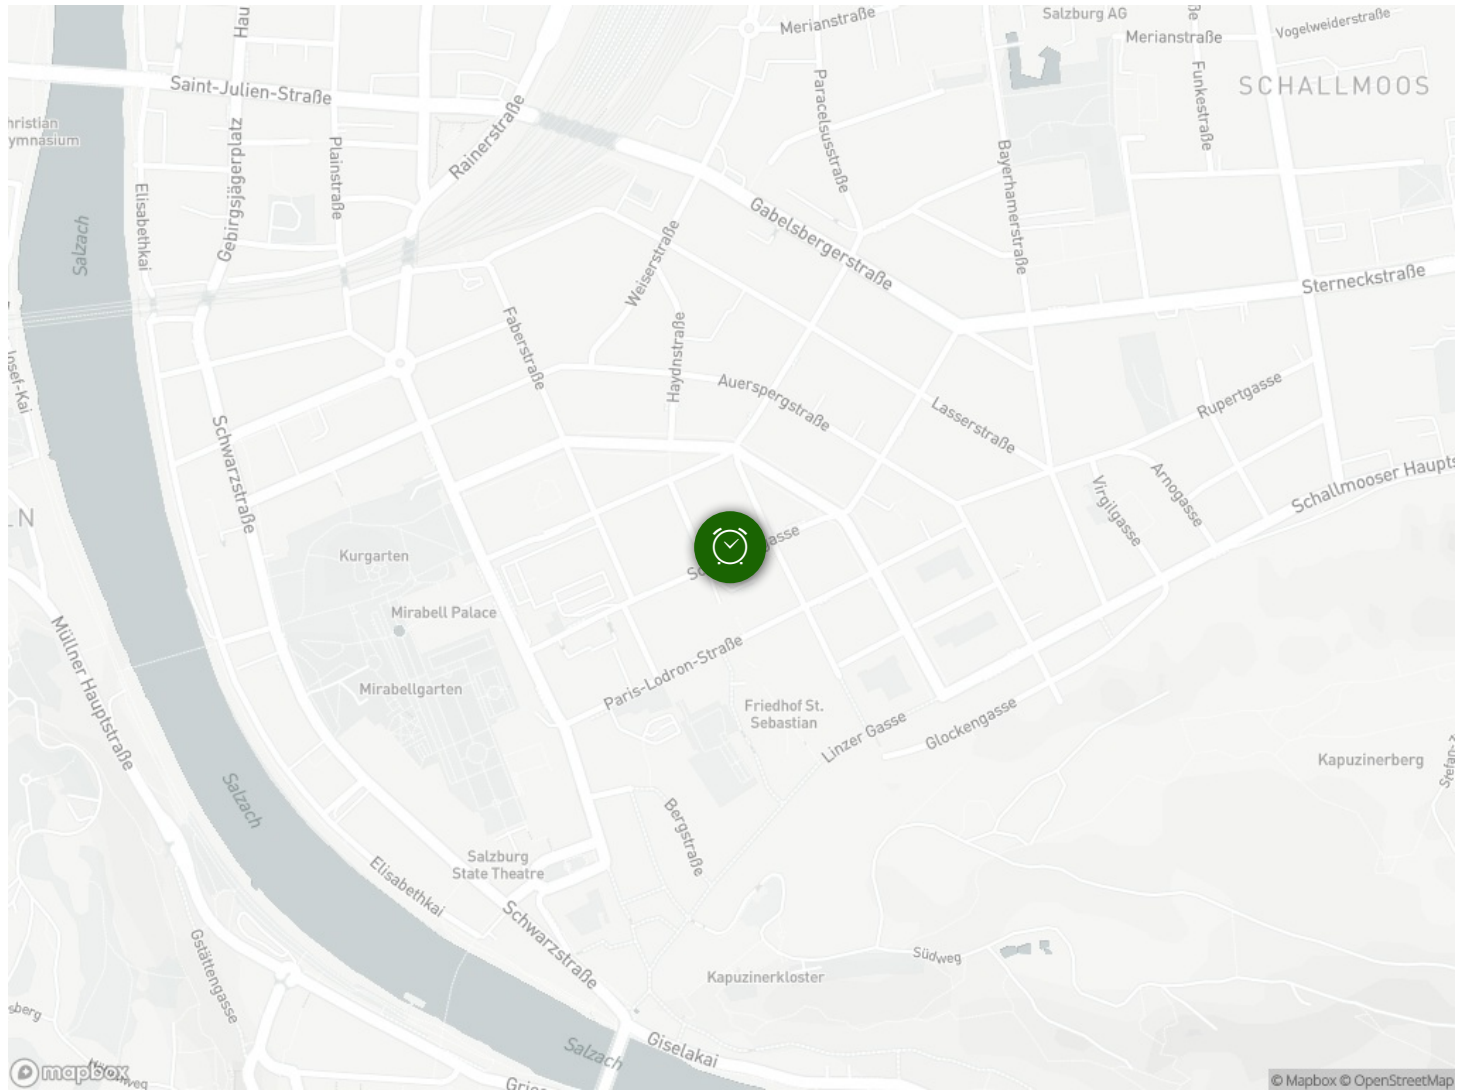 Salzburg AG
Merianstraße
Merianstraße
Vogelweiderstraße
SCHALLMOOS
Saint-Julien-Straße
Rainerstraße
Paracelsusstraße
Funkestraße
Bayerhamerstraße
Plainstraße
Gebirgsjägerplatz
Elisabethkai
Salzach
Gabelsbergerstraße
Sterneckstraße
Weiserstraße
Haydnstraße
Faberstraße
Auerspergstraße
Lasserstraße
Rupertgasse
Arnogasse
Virgilgasse
Schallmooser Haupts
Josef-Kai
Schwarzstraße
Kurgarten
Mirabell Palace
Mirabellgarten
Müllner Hauptstraße
Paris-Lodron-Straße
Friedhof St.
Sebastian
Linzer Gasse
Glockengasse
Kapuzinerberg
Salzach
Bergstraße
Salzburg
State Theatre
Elisabethkai
Schwarzstraße
Gstättengasse
Südweg
Kapuzinerkloster
Giselakai
Salzach
mapbox
© Mapbox © OpenStreetMap